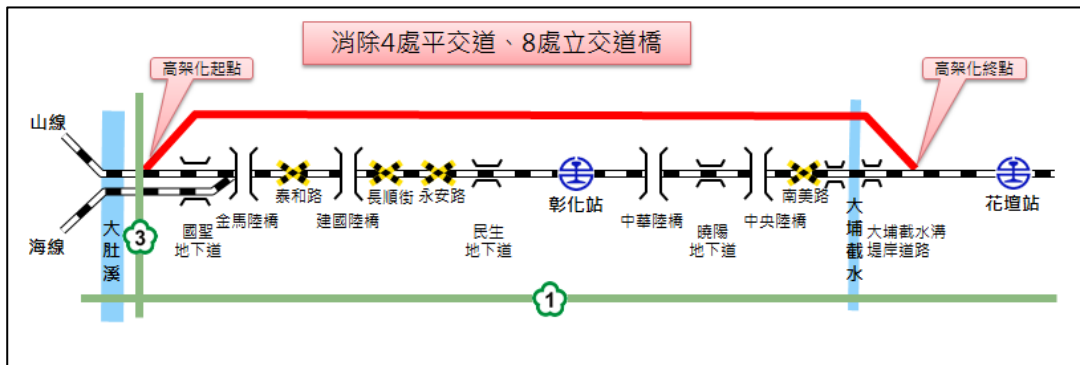 消除4處平交道、8處立交道橋
高架化起點
高架化終點
山線
海線
大肚溪
3
國聖
地下道
金馬陸橋
泰和路
建國陸橋
長順街
永安路
民生
地下道
彰化站
中華陸橋
曉陽
地下道
中央陸橋
南美路
大埔截水
大埔截水溝
堤岸道路
花壇站
1